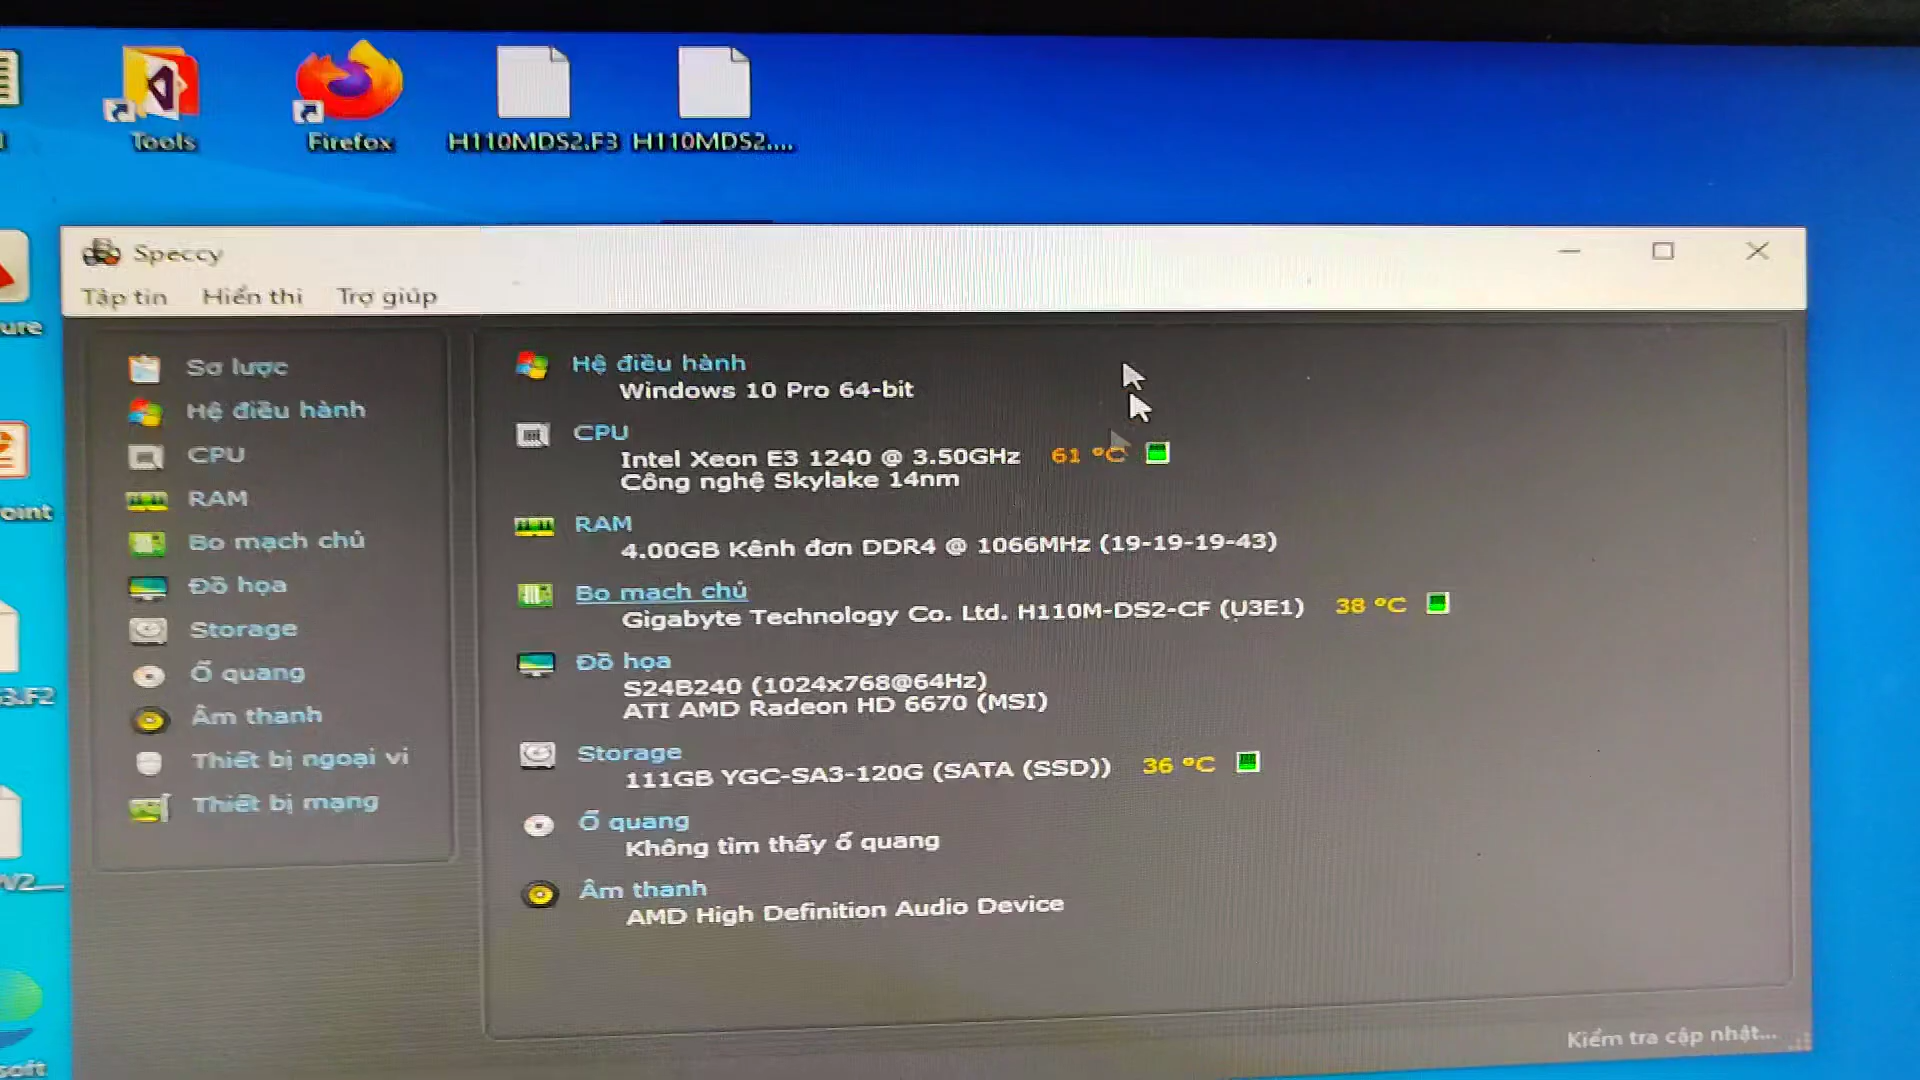 Tools
Firefox
H110MDS2.F3
H110MDS2....
Speccy
Tập tin
Hiển thị
Trợ giúp
Sơ lược
Hệ điều hành
CPU
RAM
Bo mạch chủ
Đồ họa
Storage
Ổ quang
Âm thanh
Thiết bị ngoại vi
Thiết bị mạng
Hệ điều hành
Windows 10 Pro 64-bit
CPU
Intel Xeon E3 1240 @ 3.50GHz 61 °C
Công nghệ Skylake 14nm
RAM
4.00GB Kênh đơn DDR4 @ 1066MHz (19-19-19-43)
Bo mạch chủ
Gigabyte Technology Co. Ltd. H110M-DS2-CF (U3E1) 38 °C
Đồ họa
S24B240 (1024x768@64Hz)
ATI AMD Radeon HD 6670 (MSI)
Storage
111GB YGC-SA3-120G (SATA (SSD)) 36 °C
Ổ quang
Không tìm thấy ổ quang
Âm thanh
AMD High Definition Audio Device
Kiểm tra cập nhật...
ure
oint
3.F2
soft